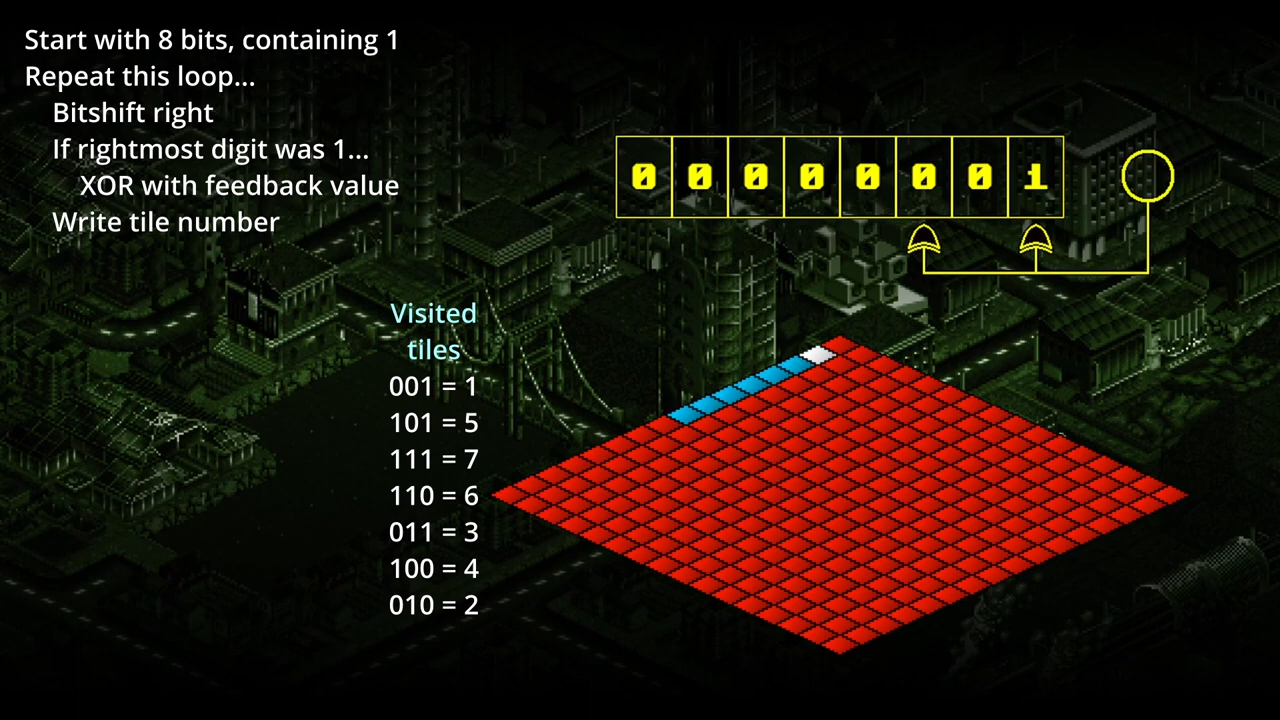 Start with 8 bits, containing 1
Repeat this loop...
Bitshift right
If rightmost digit was 1...
XOR with feedback value
Write tile number
0 0 0 0 0 0 0 1
Visited
tiles
001 = 1
101 = 5
111 = 7
110 = 6
011 = 3
100 = 4
010 = 2